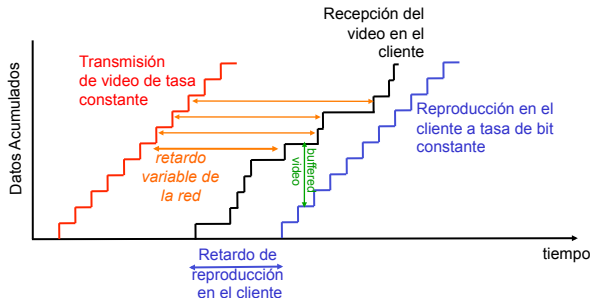 Recepción del
video en el
cliente
Transmisión
de video de tasa
constante
Datos Acumulados
Reproducción en el
cliente a tasa de bit
constante
retardo
variable de
la red
buffered
video
tiempo
Retardo de
reproducción
en el cliente